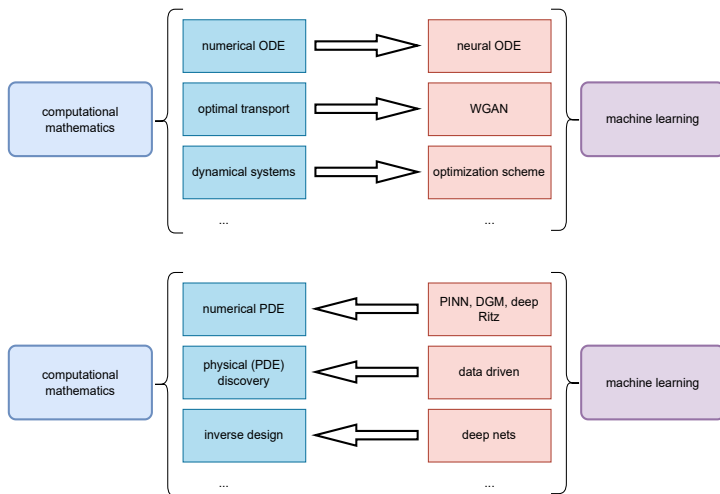 numerical ODE
neural ODE
computational
mathematics
optimal transport
WGAN
machine learning
dynamical systems
optimization scheme
...
...
numerical PDE
PINN, DGM, deep
Ritz
computational
mathematics
physical (PDE)
discovery
data driven
machine learning
inverse design
deep nets
...
...